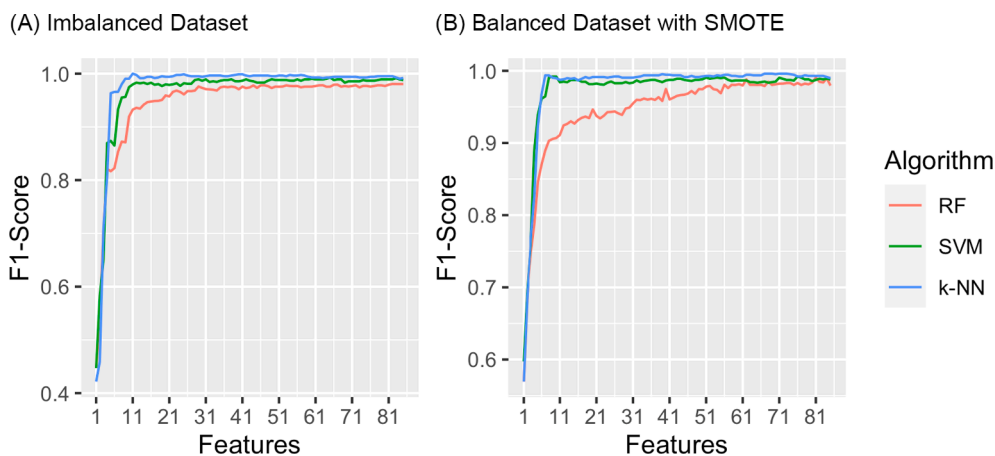 (A) Imbalanced Dataset
(B) Balanced Dataset with SMOTE
F1-Score
1.0
0.8
0.6
0.4
1 11 21 31 41 51 61 71 81
Features
F1-Score
1.0
0.9
0.8
0.7
0.6
1 11 21 31 41 51 61 71 81
Features
Algorithm
RF
SVM
k-NN